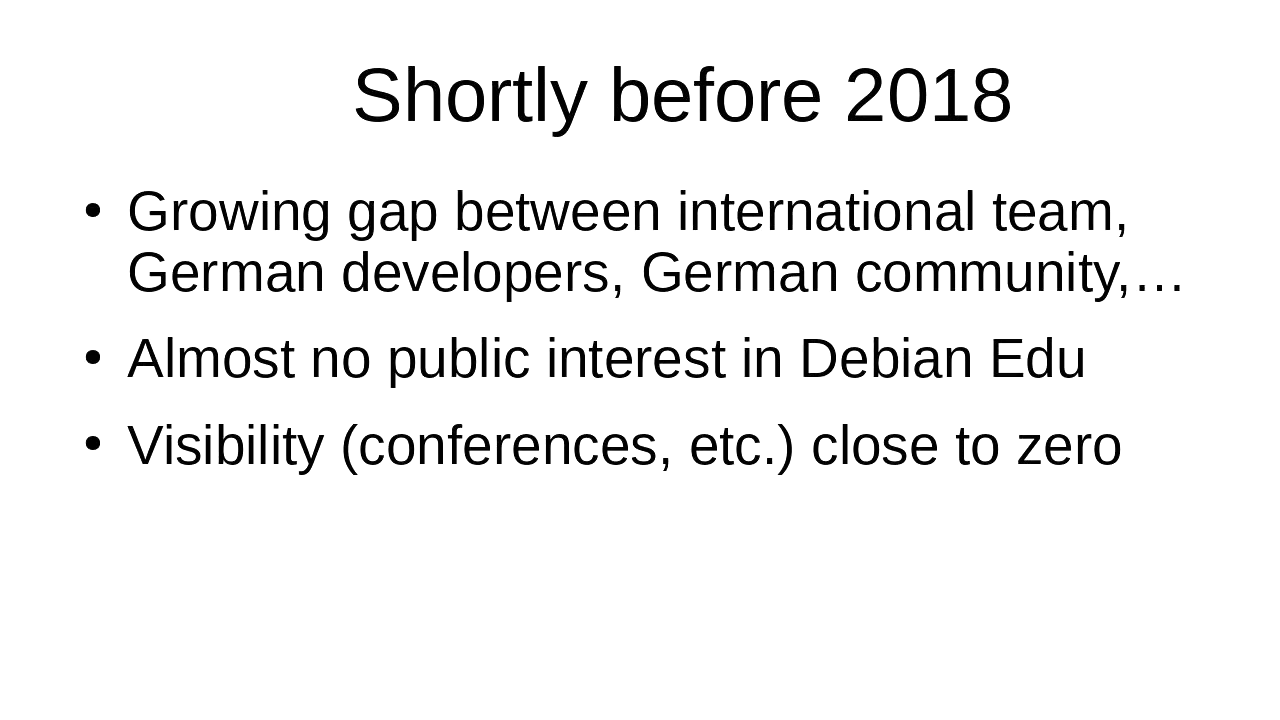 Shortly before 2018
• Growing gap between international team,
German developers, German community,…
• Almost no public interest in Debian Edu
• Visibility (conferences, etc.) close to zero